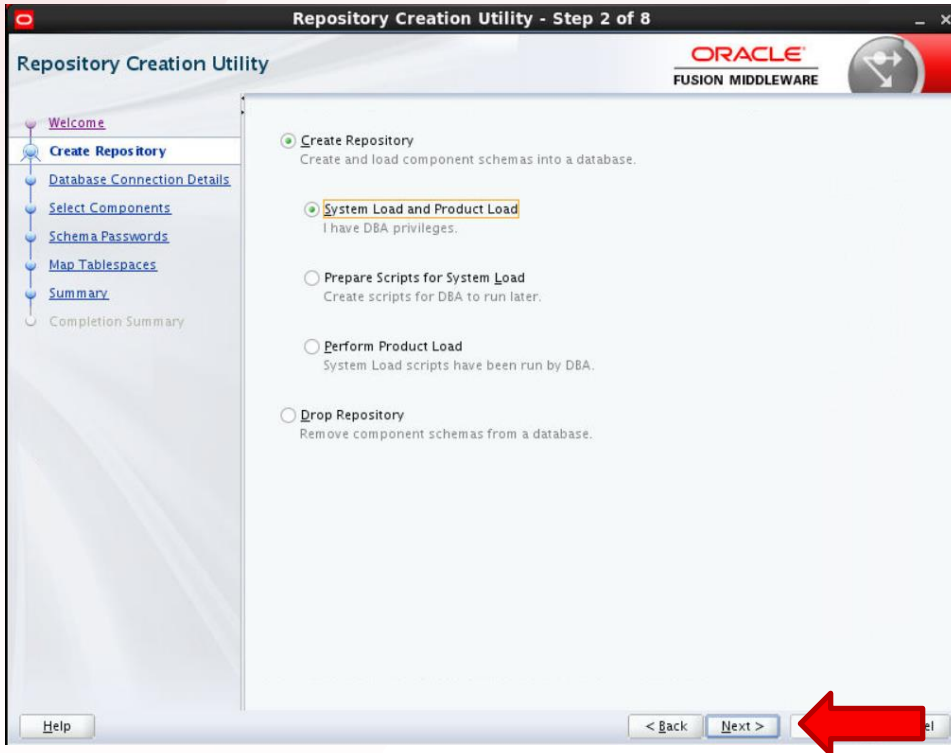 Repository Creation Utility - Step 2 of 8
Repository Creation Utility
ORACLE
FUSION MIDDLEWARE
Welcome
Create Repository
Database Connection Details
Select Components
Schema Passwords
Map Tablespaces
Summary
Completion Summary
Create Repository
Create and load component schemas into a database.
System Load and Product Load
I have DBA privileges.
Prepare Scripts for System Load
Create scripts for DBA to run later.
Perform Product Load
System Load scripts have been run by DBA.
Drop Repository
Remove component schemas from a database.
Help
< Back
Next >